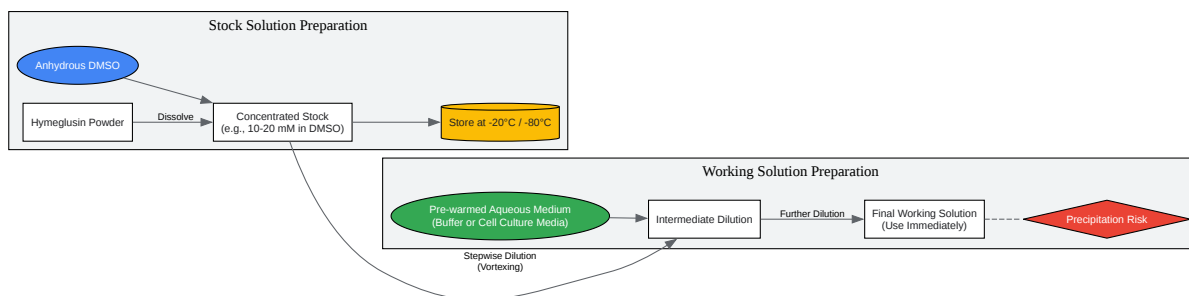 Stock Solution Preparation
Anhydrous DMSO
Hymeglusin Powder
Dissolve
Concentrated Stock
(e.g., 10-20 mM in DMSO)
Store at -20°C / -80°C
Working Solution Preparation
Pre-warmed Aqueous Medium
(Buffer or Cell Culture Media)
Intermediate Dilution
Further Dilution
Final Working Solution
(Use Immediately)
Precipitation Risk
Stepwise Dilution
(Vortexing)